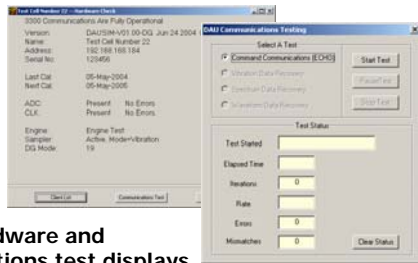 Test Cell Number 22 -- Hardware Check
3300 Communications Are Fully Operational
Version: DAUSIM-V01.00-DG Jun 24 2004
Name: Test Cell Number 22
Address: 192.168.168.184
Serial No: 123456
Last Cal: 05-May-2004
Next Cal: 05-May-2005
ADC: Present No Errors
CLK: Present No Errors
Engine: Engine Test
Sampler: Active, Mode=Vibration
DG Mode: 19
Communications Test
DAU Communications Testing
Select A Test
Command Communications (ECHO)
Vibration Data Recovery
Spectrum Data Recovery
Waveform Data Recovery
Start Test
Pause Test
Stop Test
Test Status
Test Started
Elapsed Time
Iterations 0
Rate
Errors 0
Mismatches 0
Clear Status
dware and
tions test displays